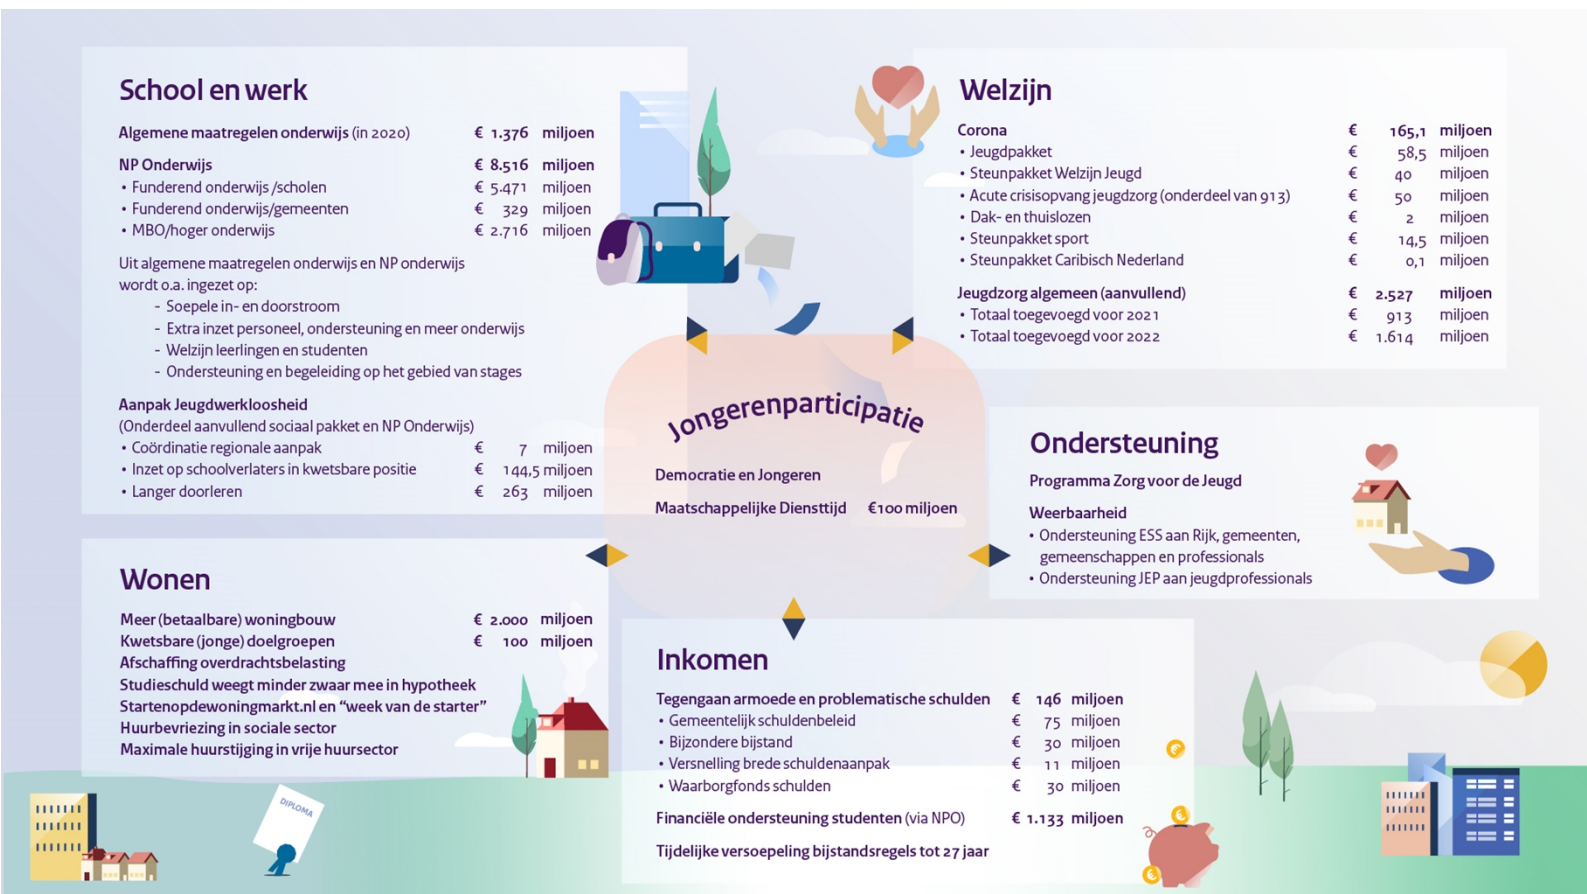 School en werk
Algemene maatregelen onderwijs (in 2020) € 1.376 miljoen
NP Onderwijs € 8.516 miljoen
• Funderend onderwijs /scholen € 5.471 miljoen
• Funderend onderwijs/gemeenten € 329 miljoen
• MBO/hoger onderwijs € 2.716 miljoen
Uit algemene maatregelen onderwijs en NP onderwijs
wordt o.a. ingezet op:
- Soepele in- en doorstroom
- Extra inzet personeel, ondersteuning en meer onderwijs
- Welzijn leerlingen en studenten
- Ondersteuning en begeleiding op het gebied van stages
Aanpak Jeugdwerkloosheid
(Onderdeel aanvullend sociaal pakket en NP Onderwijs)
• Coördinatie regionale aanpak € 7 miljoen
• Inzet op schoolverlaters in kwetsbare positie € 144,5 miljoen
• Langer doorleren € 263 miljoen
Welzijn
Corona € 165,1 miljoen
• Jeugdpakket € 58,5 miljoen
• Steunpakket Welzijn Jeugd € 40 miljoen
• Acute crisisopvang jeugdzorg (onderdeel van 913) € 50 miljoen
• Dak- en thuislozen € 2 miljoen
• Steunpakket sport € 14,5 miljoen
• Steunpakket Caribisch Nederland € 0,1 miljoen
Jeugdzorg algemeen (aanvullend) € 2.527 miljoen
• Totaal toegevoegd voor 2021 € 913 miljoen
• Totaal toegevoegd voor 2022 € 1.614 miljoen
Jongerenparticipatie
Democratie en Jongeren
Maatschappelijke Diensttijd €100 miljoen
Ondersteuning
Programma Zorg voor de Jeugd
Weerbaarheid
• Ondersteuning ESS aan Rijk, gemeenten,
gemeenschappen en professionals
• Ondersteuning JEP aan jeugdprofessionals
Wonen
Meer (betaalbare) woningbouw € 2.000 miljoen
Kwetsbare (jonge) doelgroepen € 100 miljoen
Afschaffing overdrachtsbelasting
Studieschuld weegt minder zwaar mee in hypotheek
Startenopdewoningmarkt.nl en “week van de starter”
Huurbevriezing in sociale sector
Maximale huurstijging in vrije huursector
Inkomen
Tegengaan armoede en problematische schulden € 146 miljoen
• Gemeentelijk schuldenbeleid € 75 miljoen
• Bijzondere bijstand € 30 miljoen
• Versnelling brede schuldenaanpak € 11 miljoen
• Waarborgfonds schulden € 30 miljoen
Financiële ondersteuning studenten (via NPO) € 1.133 miljoen
Tijdelijke versoepeling bijstandsregels tot 27 jaar
DIPLOMA
€
€
€